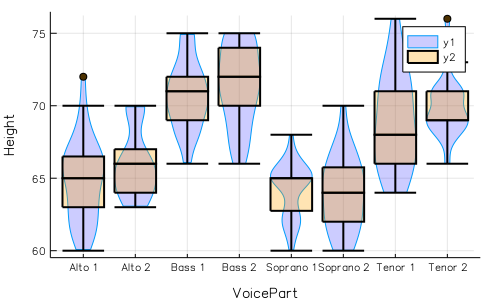 75
70
65
60
Height
y1
y2
Alto 1 Alto 2 Bass 1 Bass 2 Soprano 1 Soprano 2 Tenor 1 Tenor 2
VoicePart